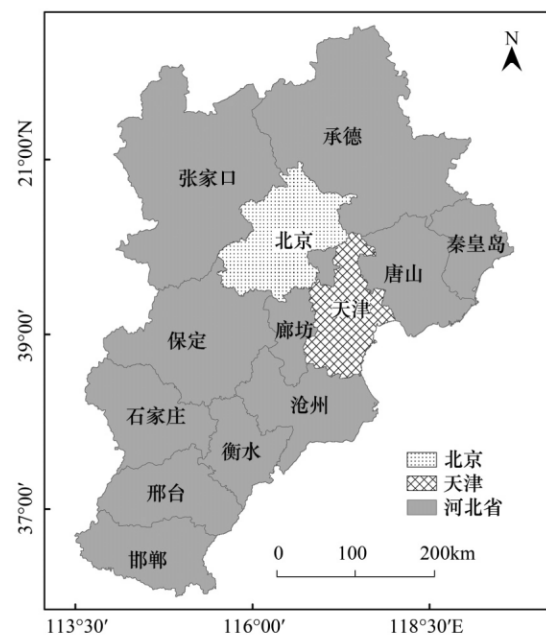 N
承德
21°00′N
张家口
北京
秦皇岛
唐山
天津
39°00′
保定
廊坊
沧州
石家庄
衡水
北京
天津
邢台
河北省
37°00′
邯郸
0 100 200km
113°30′ 116°00′ 118°30′E